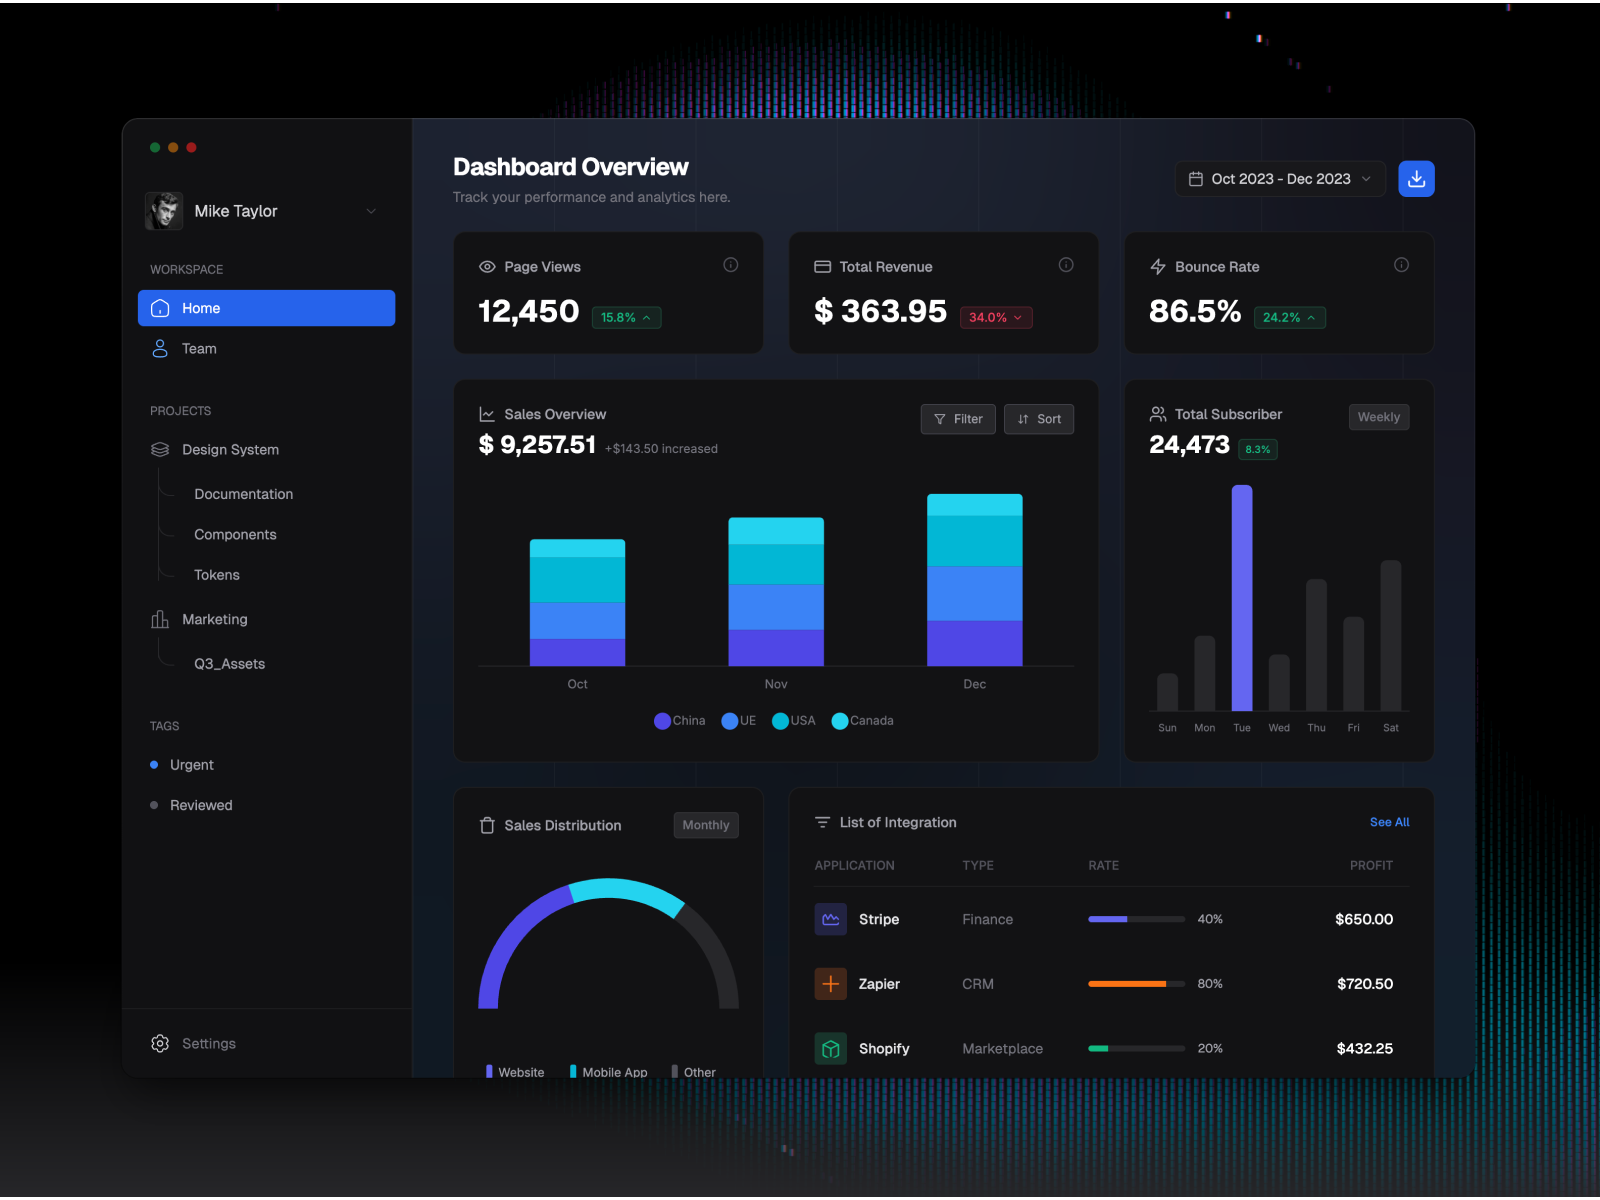 Mike Taylor
WORKSPACE
Home
Team
PROJECTS
Design System
Documentation
Components
Tokens
Marketing
Q3_Assets
TAGS
Urgent
Reviewed
Settings
Dashboard Overview
Track your performance and analytics here.
Oct 2023 - Dec 2023
Page Views
12,450 15.8%
Total Revenue
$ 363.95 34.0%
Bounce Rate
86.5% 24.2%
Sales Overview
$ 9,257.51 +$143.50 increased
Filter Sort
Oct Nov Dec
China UE USA Canada
Total Subscriber
Weekly
24,473 8.3%
Sun Mon Tue Wed Thu Fri Sat
Sales Distribution
Monthly
Website Mobile App Other
List of Integration
See All
APPLICATION TYPE RATE PROFIT
Stripe Finance 40% $650.00
Zapier CRM 80% $720.50
Shopify Marketplace 20% $432.25